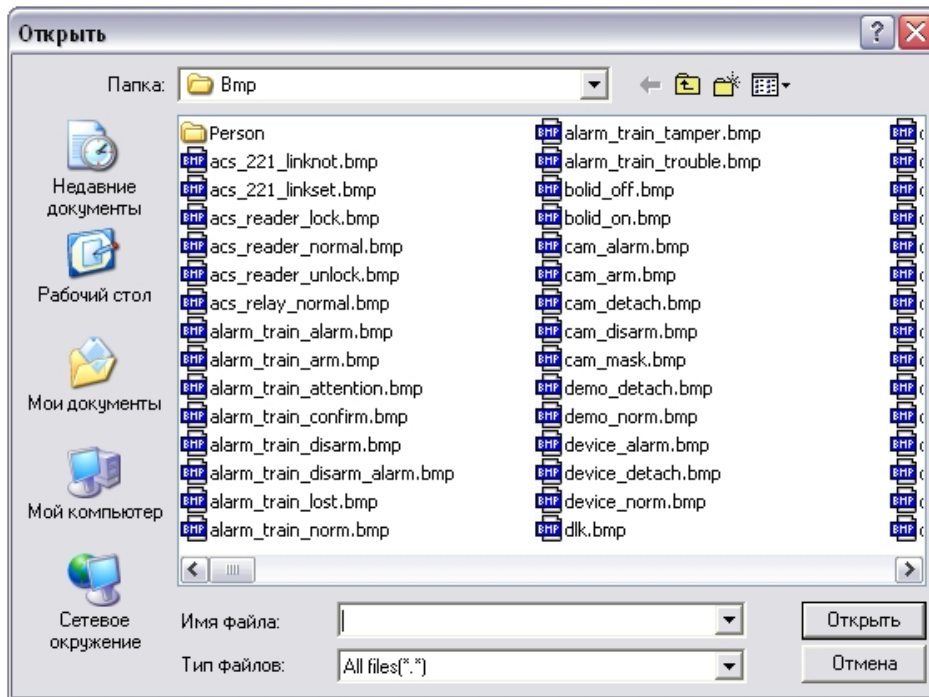 Открыть
Папка: Bmp
Недавние документы
Рабочий стол
Мои документы
Мой компьютер
Сетевое окружение
Person
acs_221_linknot.bmp
acs_221_linkset.bmp
acs_reader_lock.bmp
acs_reader_normal.bmp
acs_reader_unlock.bmp
acs_relay_normal.bmp
alarm_train_alarm.bmp
alarm_train_arm.bmp
alarm_train_attention.bmp
alarm_train_confirm.bmp
alarm_train_disarm.bmp
alarm_train_disarm_alarm.bmp
alarm_train_lost.bmp
alarm_train_norm.bmp
alarm_train_tamper.bmp
alarm_train_trouble.bmp
bolid_off.bmp
bolid_on.bmp
cam_alarm.bmp
cam_arm.bmp
cam_detach.bmp
cam_disarm.bmp
cam_mask.bmp
demo_detach.bmp
demo_norm.bmp
device_alarm.bmp
device_detach.bmp
device_norm.bmp
dlk.bmp
Имя файла:
Открыть
Тип файлов: All files(*.*)
Отмена